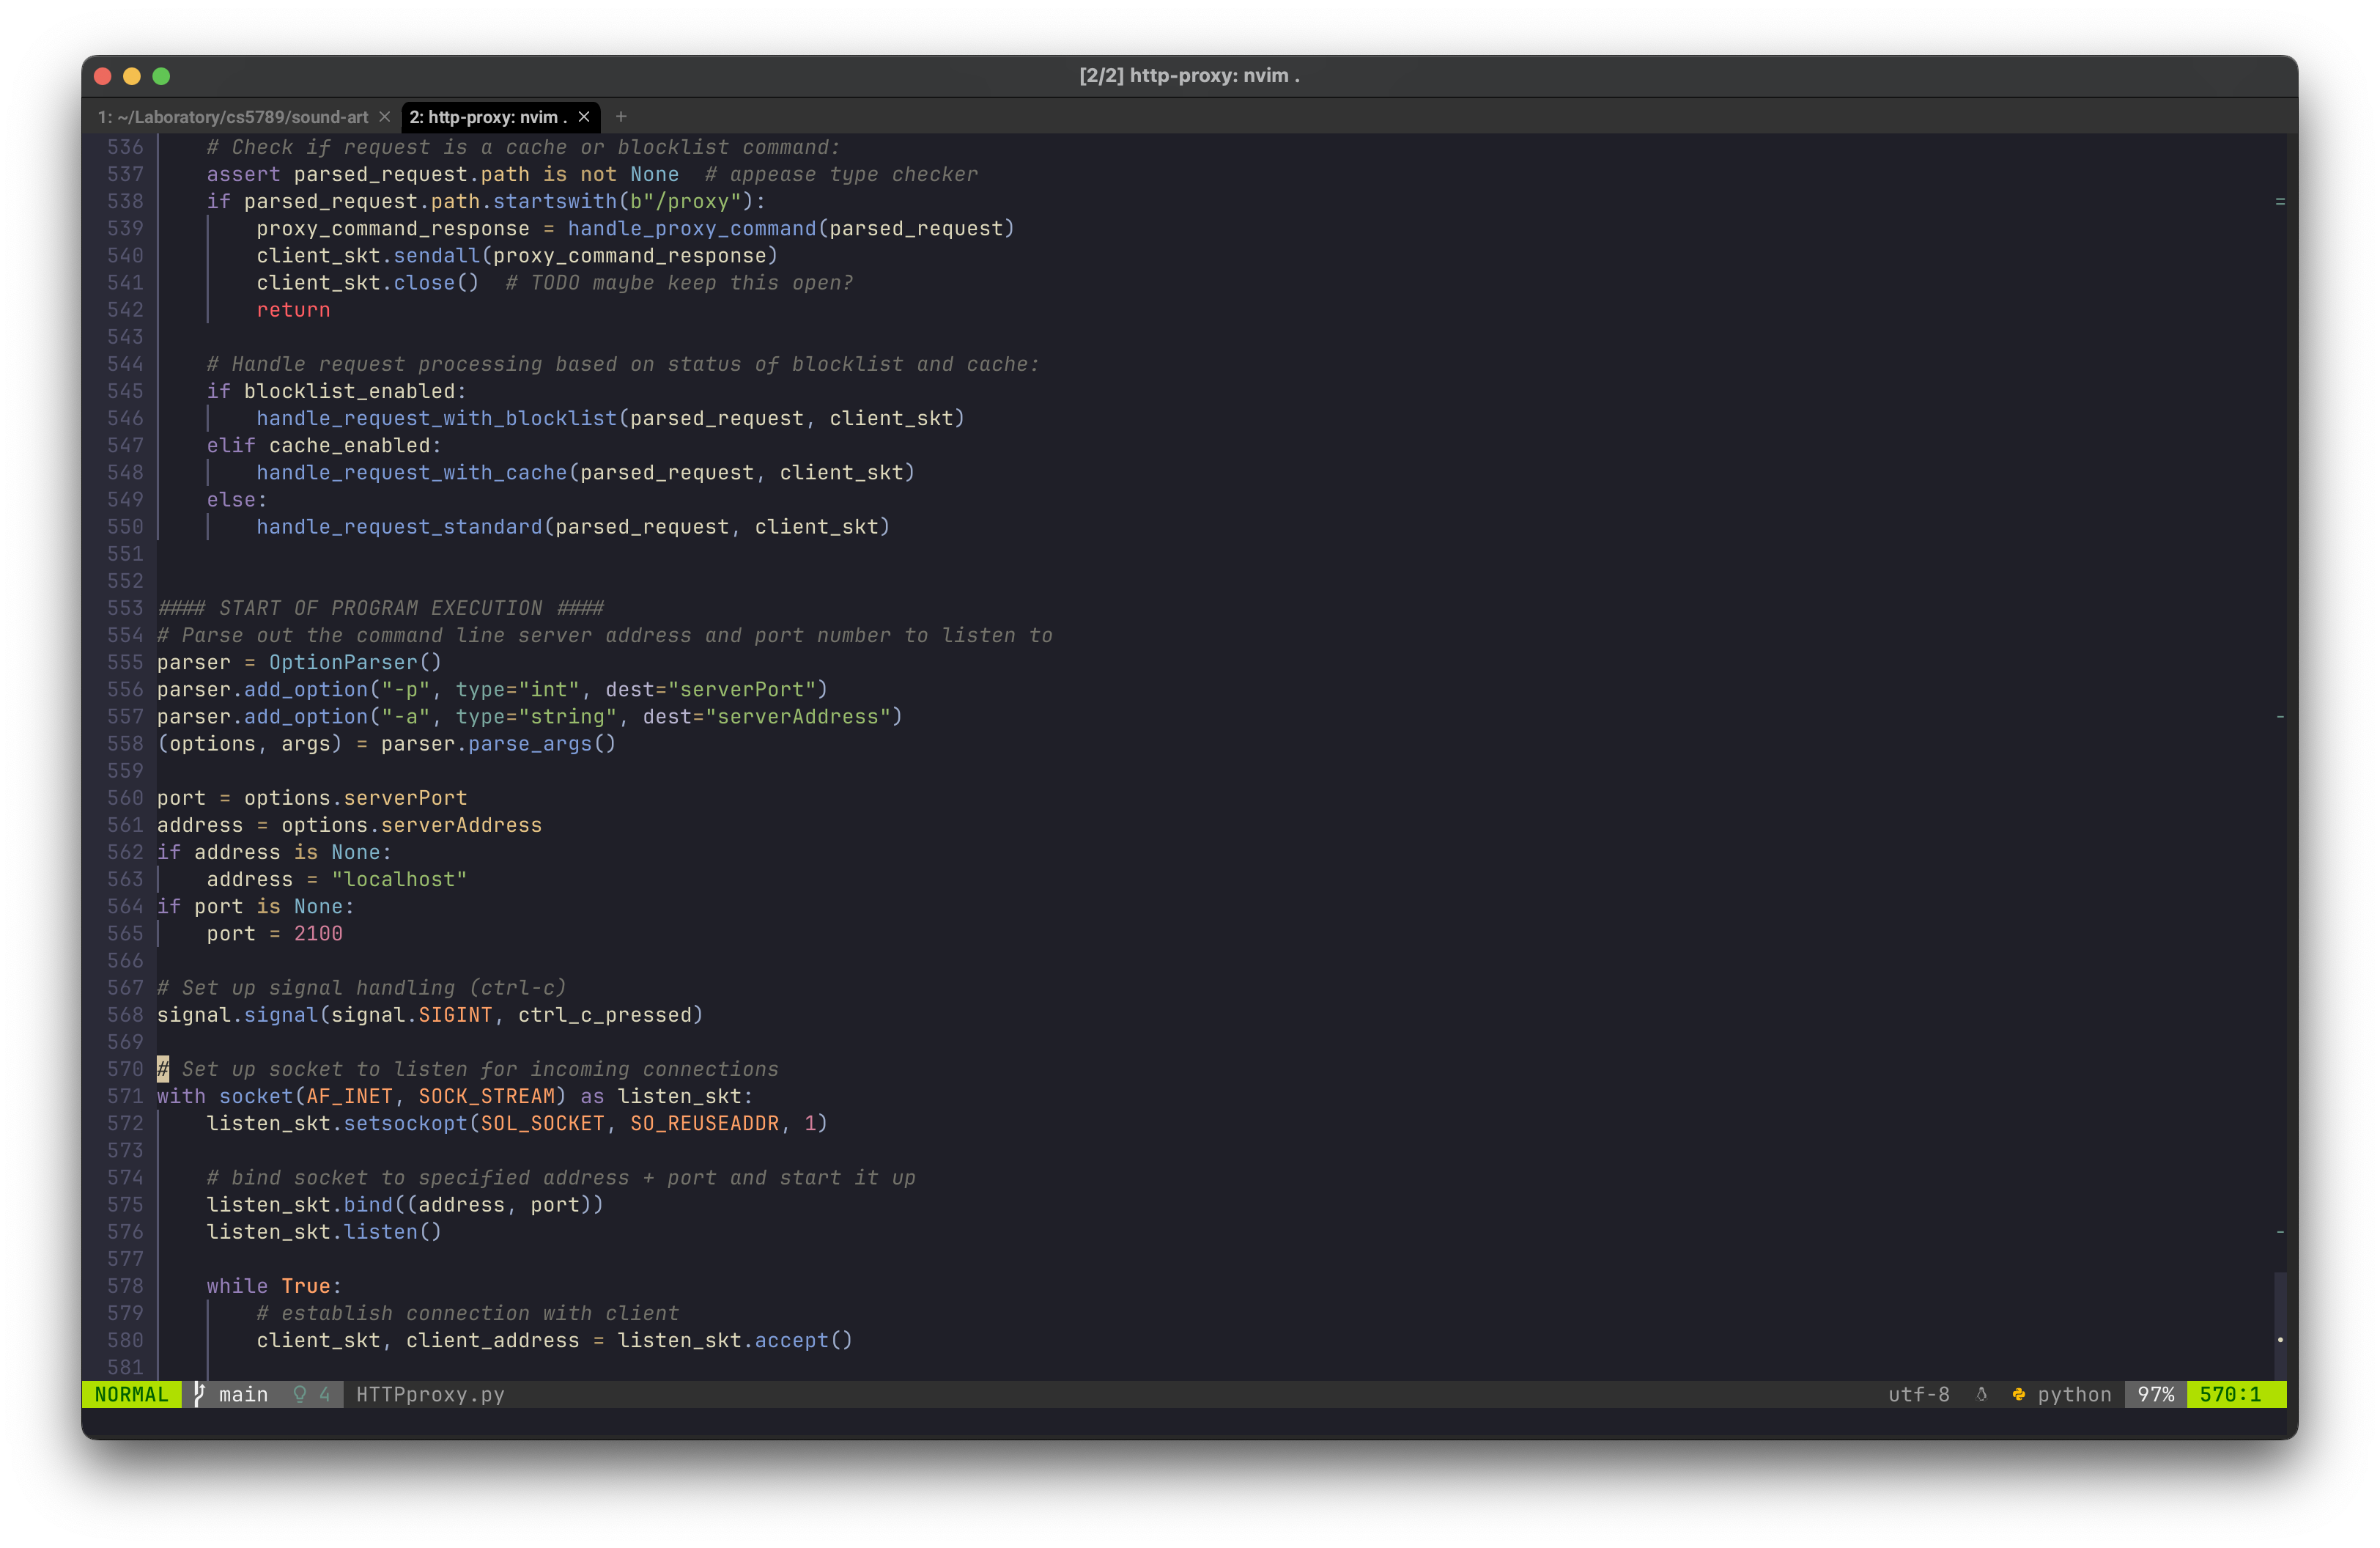 [2/2] http-proxy: nvim .
1: ~/Laboratory/cs5789/sound-art × 2: http-proxy: nvim . × +
536     # Check if request is a cache or blocklist command:
537     assert parsed_request.path is not None  # appease type checker
538     if parsed_request.path.startswith(b"/proxy"):
539         proxy_command_response = handle_proxy_command(parsed_request)
540         client_skt.sendall(proxy_command_response)
541         client_skt.close()  # TODO maybe keep this open?
542         return
543
544     # Handle request processing based on status of blocklist and cache:
545     if blocklist_enabled:
546         handle_request_with_blocklist(parsed_request, client_skt)
547     elif cache_enabled:
548         handle_request_with_cache(parsed_request, client_skt)
549     else:
550         handle_request_standard(parsed_request, client_skt)
551
552
553 #### START OF PROGRAM EXECUTION ####
554 # Parse out the command line server address and port number to listen to
555 parser = OptionParser()
556 parser.add_option("-p", type="int", dest="serverPort")
557 parser.add_option("-a", type="string", dest="serverAddress")
558 (options, args) = parser.parse_args()
559
560 port = options.serverPort
561 address = options.serverAddress
562 if address is None:
563     address = "localhost"
564 if port is None:
565     port = 2100
566
567 # Set up signal handling (ctrl-c)
568 signal.signal(signal.SIGINT, ctrl_c_pressed)
569
570 # Set up socket to listen for incoming connections
571 with socket(AF_INET, SOCK_STREAM) as listen_skt:
572     listen_skt.setsockopt(SOL_SOCKET, SO_REUSEADDR, 1)
573
574     # bind socket to specified address + port and start it up
575     listen_skt.bind((address, port))
576     listen_skt.listen()
577
578     while True:
579         # establish connection with client
580         client_skt, client_address = listen_skt.accept()
581
NORMAL main 4 HTTPproxy.py utf-8 python 97% 570:1